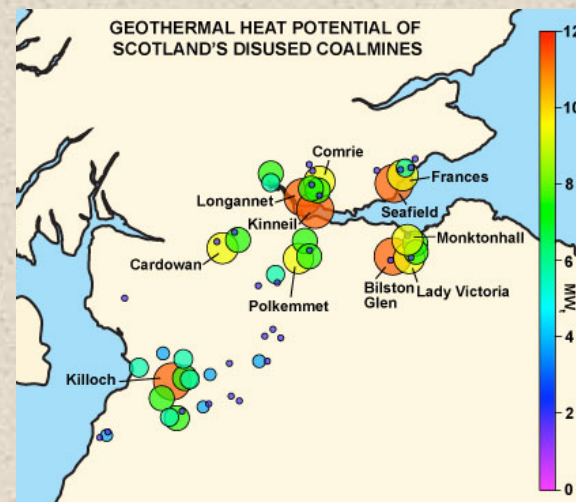 GEOTHERMAL HEAT POTENTIAL OF
SCOTLAND'S DISUSED COALMINES
12
10
8
6
4
2
0
MWt
Comrie
Longannet
Kinneil
Frances
Seafield
Monktonhall
Cardowan
Polkemmet
Bilston
Glen
Lady Victoria
Killoch